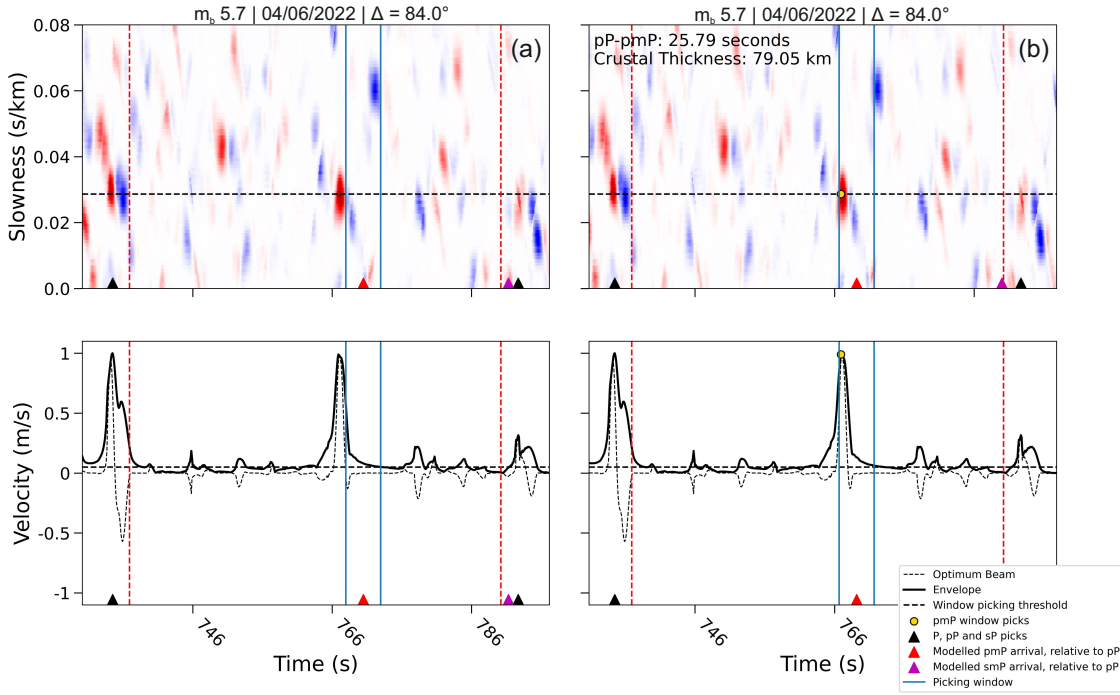 m_b 5.7 | 04/06/2022 | Δ = 84.0°
m_b 5.7 | 04/06/2022 | Δ = 84.0°
0.08
0.06
0.04
0.02
0.0
Slowness (s/km)
(a)
pP-pmP: 25.79 seconds
Crustal Thickness: 79.05 km
(b)
1
0.5
0
-0.5
-1
Velocity (m/s)
746
766
786
Time (s)
746
766
Time (s)
Optimum Beam
Envelope
Window picking threshold
pmP window picks
P, pP and sP picks
Modelled pmP arrival, relative to pP
Modelled smP arrival, relative to pP
Picking window